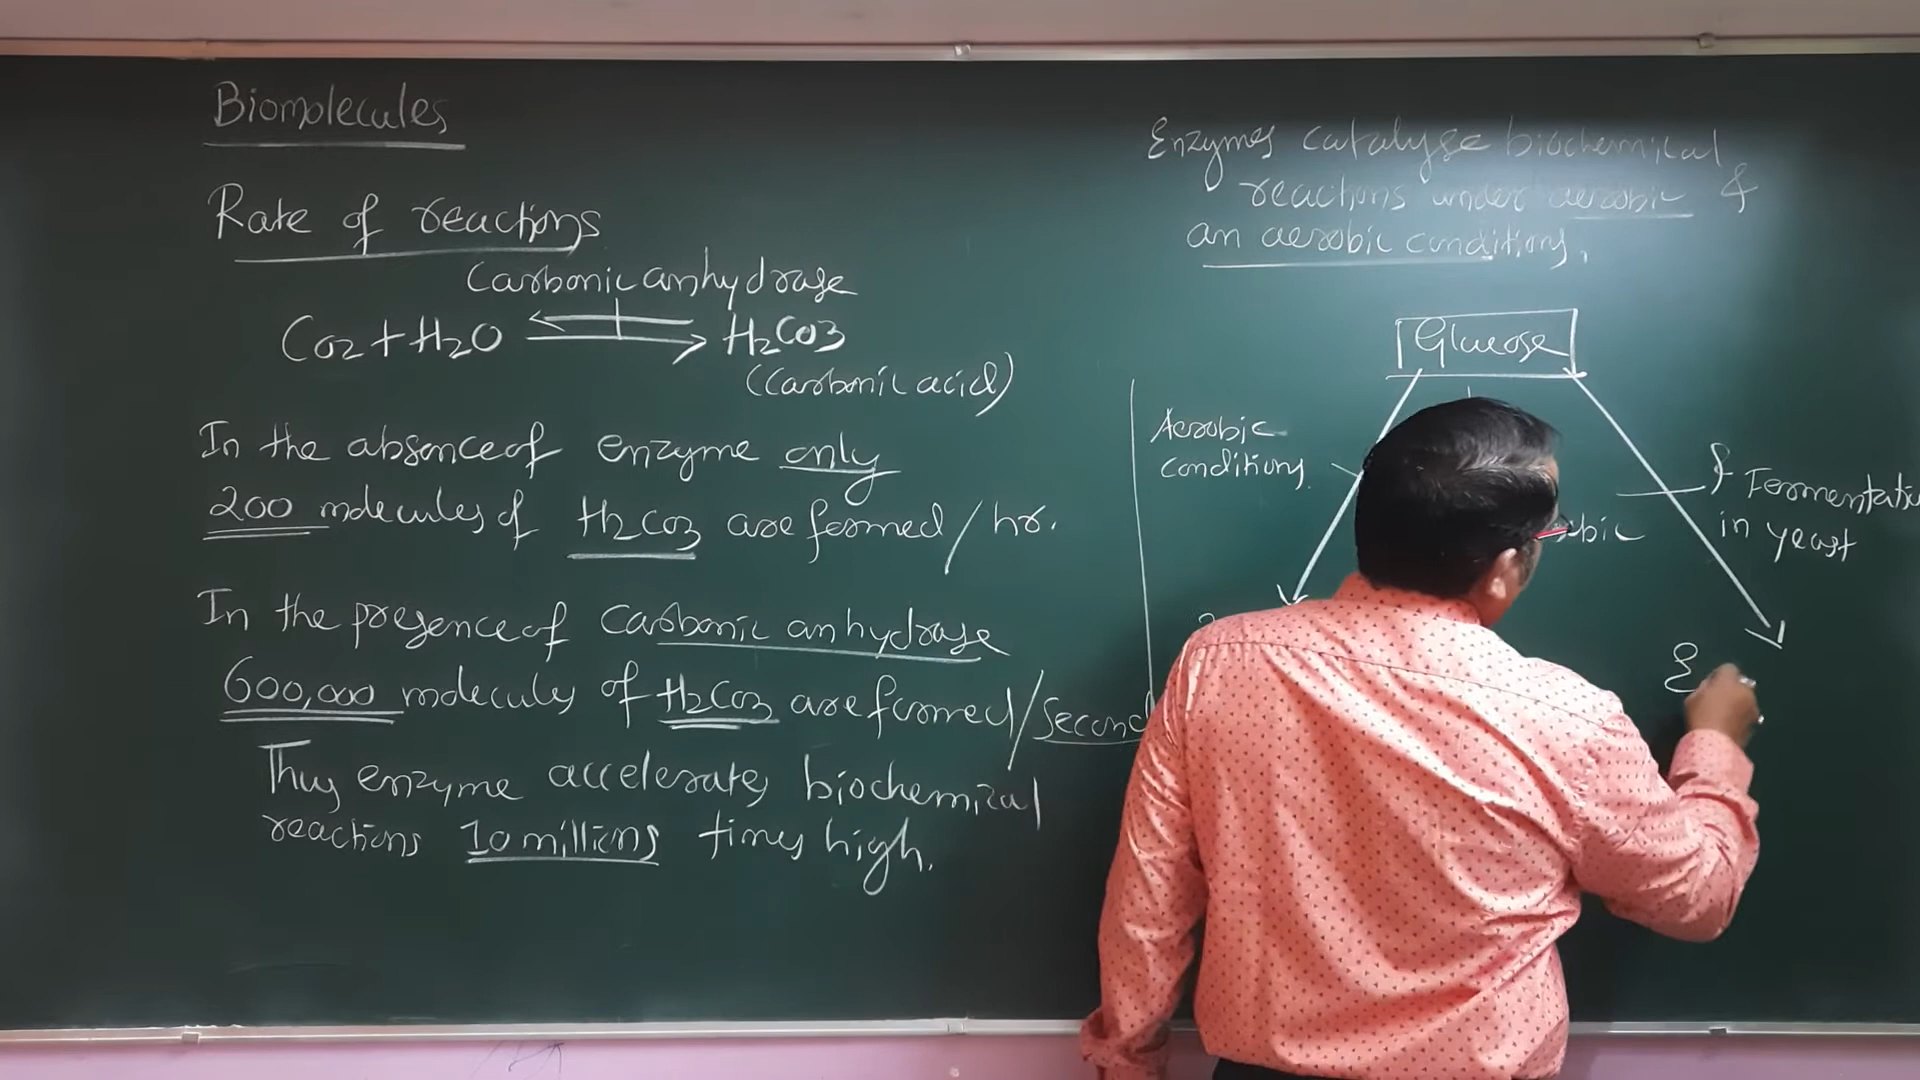 Biomolecules
Rate of reactions
Carbonic anhydrase
Co2 + H2O ⇌ H2Co3
(Carbonic acid)
In the absence of enzyme only
200 molecules of H2Co3 are formed / hr.
In the presence of Carbonic anhydrase
600,000 molecules of H2Co3 are formed / Second
Thus enzyme accelerates biochemical
reactions 10 millions times high.
Enzymes catalyse biochemical
reactions under aerobic &
an aerobic conditions.
Glucose
Aerobic
conditions
Fermentati
in yeast
bic
E